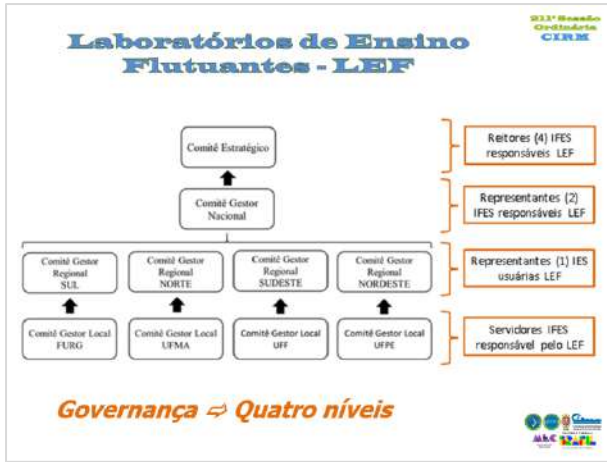 211ª Sessão
Ordinária
CIRM
Laboratórios de Ensino
Flutuantes - LEF
Comitê Estratégico
Reitores (4) IFES
responsáveis LEF
Comitê Gestor
Nacional
Representantes (2)
IFES responsáveis LEF
Comitê Gestor
Regional
SUL
Comitê Gestor
Regional
NORTE
Comitê Gestor
Regional
SUDESTE
Comitê Gestor
Regional
NORDESTE
Representantes (1) IES
usuárias LEF
Comitê Gestor Local
FURG
Comitê Gestor Local
UFMA
Comitê Gestor Local
UFF
Comitê Gestor Local
UFPE
Servidores IFES
responsável pelo LEF
Governança ⇨ Quatro níveis
BRASIL